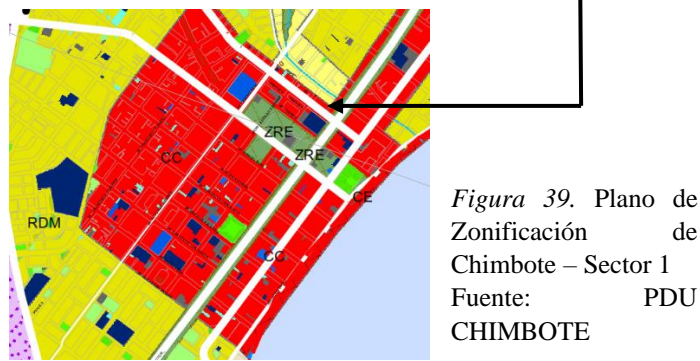 ZRE
ZRE
CC
CE
RDM
CC
Figura 39. Plano de
Zonificación de
Chimbote – Sector 1
Fuente: PDU
CHIMBOTE